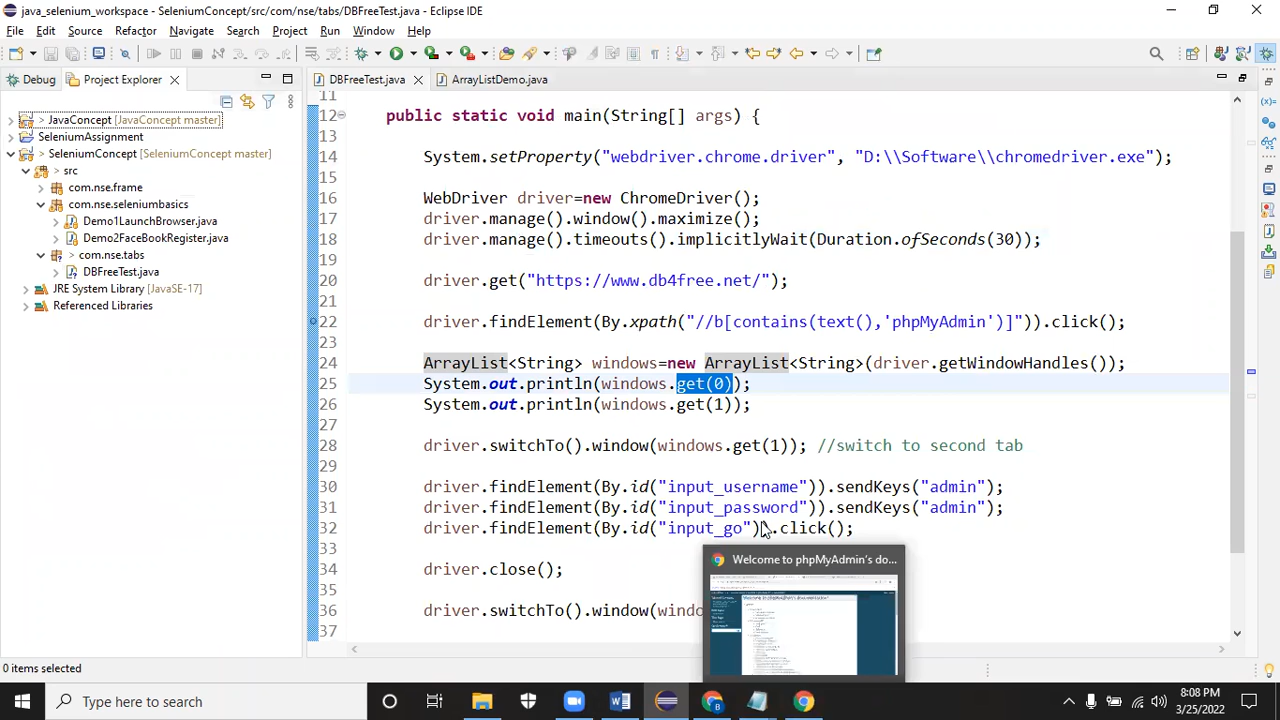 java_selenium_workspace - SeleniumConcept/src/com/nse/tabs/DBFreeTest.java - Eclipse IDE
File Edit Source Refactor Navigate Search Project Run Window Help
Debug Project Explorer DBFreeTest.java ArrayListDemo.java
> JavaConcept [JavaConcept master]
SeleniumAssignment
> SeleniumConcept [SeleniumConcept master]
> src
com.nse.frame
com.nse.seleniumbasics
Demo1LaunchBrowser.java
Demo2FaceBookRegister.java
> com.nse.tabs
DBFreeTest.java
JRE System Library [JavaSE-17]
Referenced Libraries
11
12 public static void main(String[] args) {
13
14 System.setProperty("webdriver.chrome.driver", "D:\\Software\\chromedriver.exe");
15
16 WebDriver driver=new ChromeDriver();
17 driver.manage().window().maximize();
18 driver.manage().timeouts().implicitlyWait(Duration.ofSeconds(30));
19
20 driver.get("https://www.db4free.net/");
21
22 driver.findElement(By.xpath("//b[contains(text(),'phpMyAdmin')]")).click();
23
24 ArrayList<String> windows=new ArrayList<String>(driver.getWindowHandles());
25 System.out.println(windows.get(0));
26 System.out.println(windows.get(1));
27
28 driver.switchTo().window(windows.get(1)); //switch to second tab
29
30 driver.findElement(By.id("input_username")).sendKeys("admin");
31 driver.findElement(By.id("input_password")).sendKeys("admin");
32 driver.findElement(By.id("input_go")).click();
33
34 driver.close();
36 driver.switchTo().window(windo
37
Welcome to phpMyAdmin's do...
0 items selected
Type here to search
8:08 PM
3/25/2022